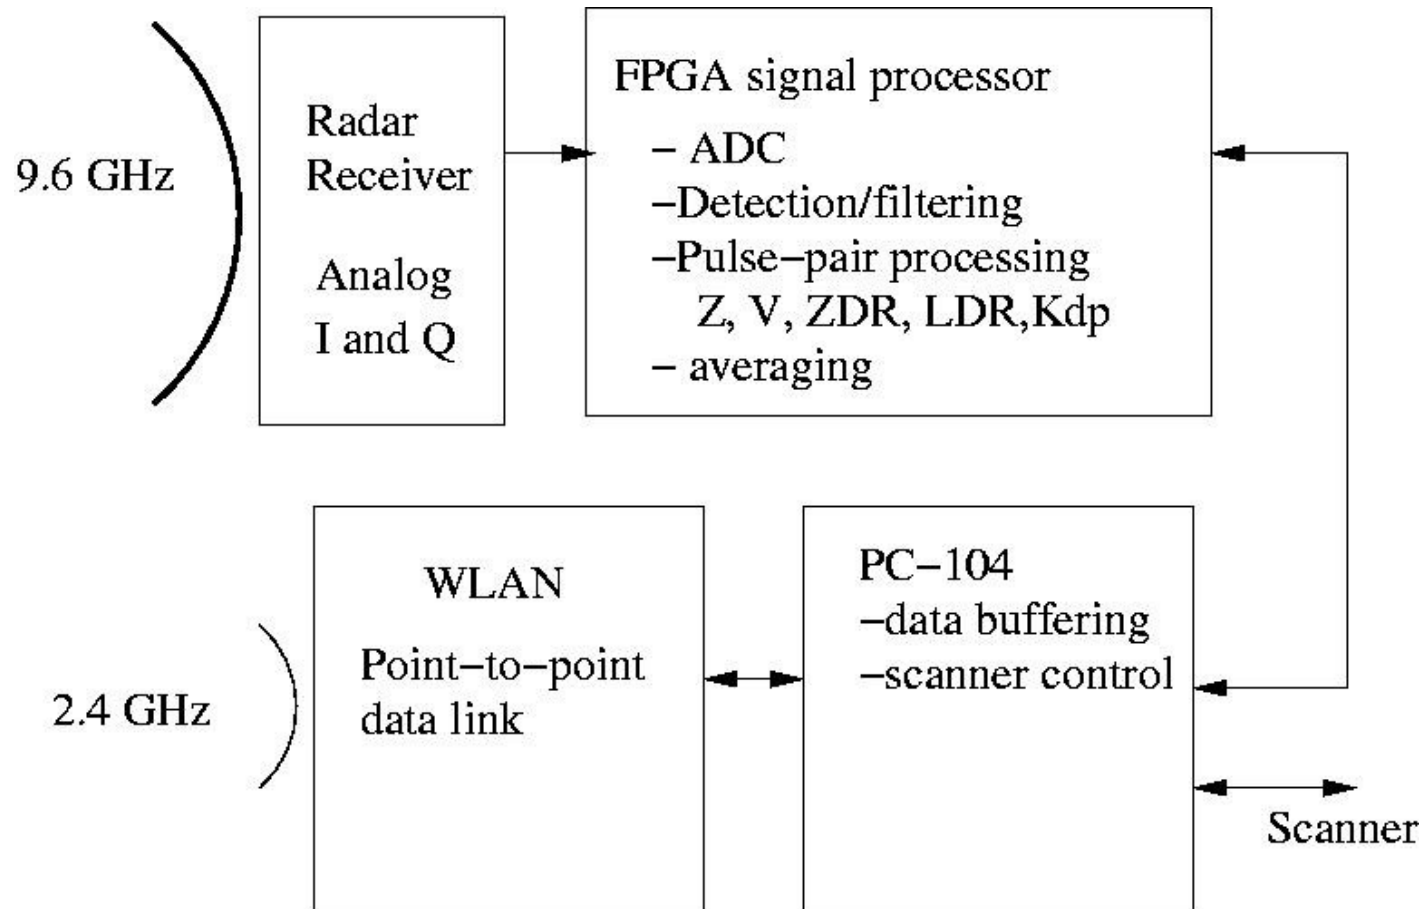 9.6 GHz
Radar
Receiver
Analog
I and Q
FPGA signal processor
– ADC
–Detection/filtering
–Pulse–pair processing
Z, V, ZDR, LDR,Kdp
– averaging
2.4 GHz
WLAN
Point–to–point
data link
PC–104
–data buffering
–scanner control
Scanner